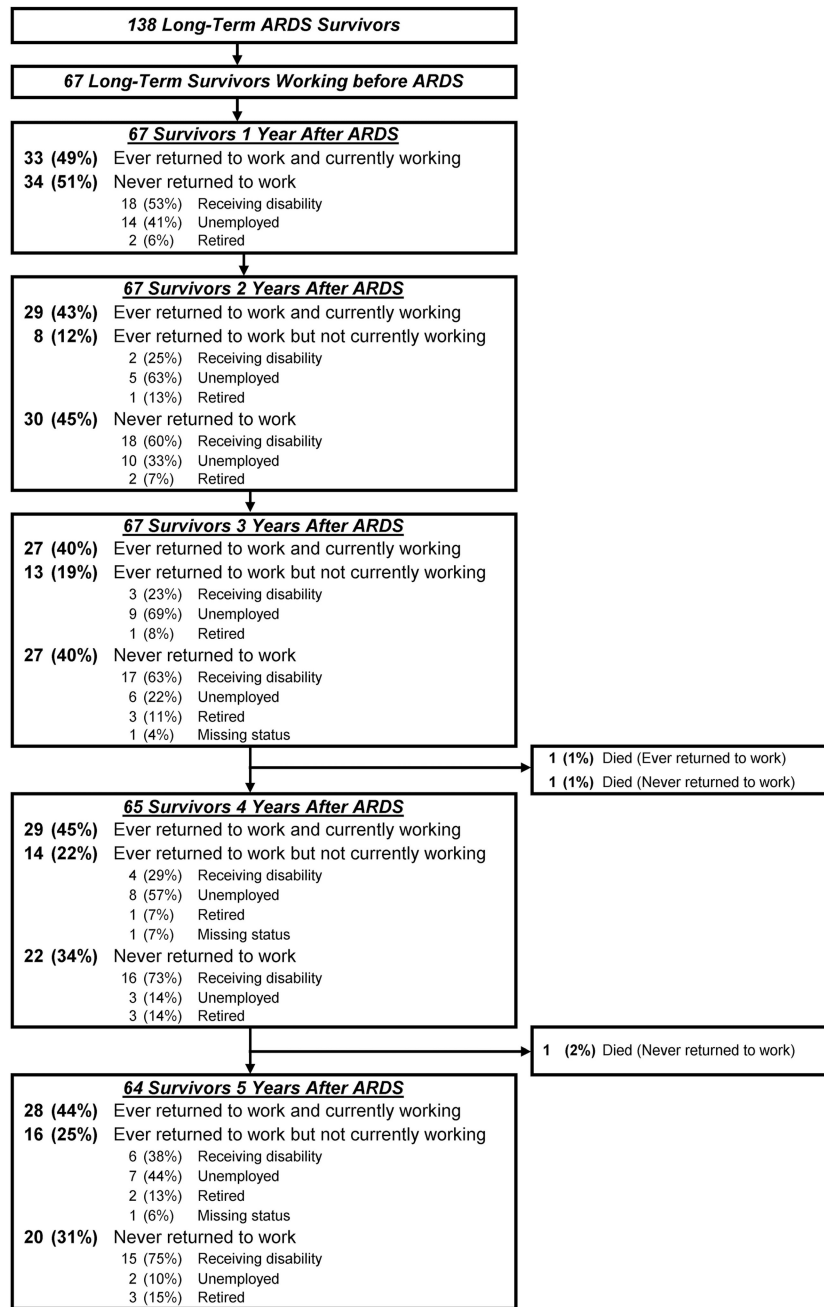 138 Long-Term ARDS Survivors
67 Long-Term Survivors Working before ARDS
67 Survivors 1 Year After ARDS
33 (49%) Ever returned to work and currently working
34 (51%) Never returned to work
18 (53%) Receiving disability
14 (41%) Unemployed
2 (6%) Retired
67 Survivors 2 Years After ARDS
29 (43%) Ever returned to work and currently working
8 (12%) Ever returned to work but not currently working
2 (25%) Receiving disability
5 (63%) Unemployed
1 (13%) Retired
30 (45%) Never returned to work
18 (60%) Receiving disability
10 (33%) Unemployed
2 (7%) Retired
67 Survivors 3 Years After ARDS
27 (40%) Ever returned to work and currently working
13 (19%) Ever returned to work but not currently working
3 (23%) Receiving disability
9 (69%) Unemployed
1 (8%) Retired
27 (40%) Never returned to work
17 (63%) Receiving disability
6 (22%) Unemployed
3 (11%) Retired
1 (4%) Missing status
1 (1%) Died (Ever returned to work)
1 (1%) Died (Never returned to work)
65 Survivors 4 Years After ARDS
29 (45%) Ever returned to work and currently working
14 (22%) Ever returned to work but not currently working
4 (29%) Receiving disability
8 (57%) Unemployed
1 (7%) Retired
1 (7%) Missing status
22 (34%) Never returned to work
16 (73%) Receiving disability
3 (14%) Unemployed
3 (14%) Retired
1 (2%) Died (Never returned to work)
64 Survivors 5 Years After ARDS
28 (44%) Ever returned to work and currently working
16 (25%) Ever returned to work but not currently working
6 (38%) Receiving disability
7 (44%) Unemployed
2 (13%) Retired
1 (6%) Missing status
20 (31%) Never returned to work
15 (75%) Receiving disability
2 (10%) Unemployed
3 (15%) Retired